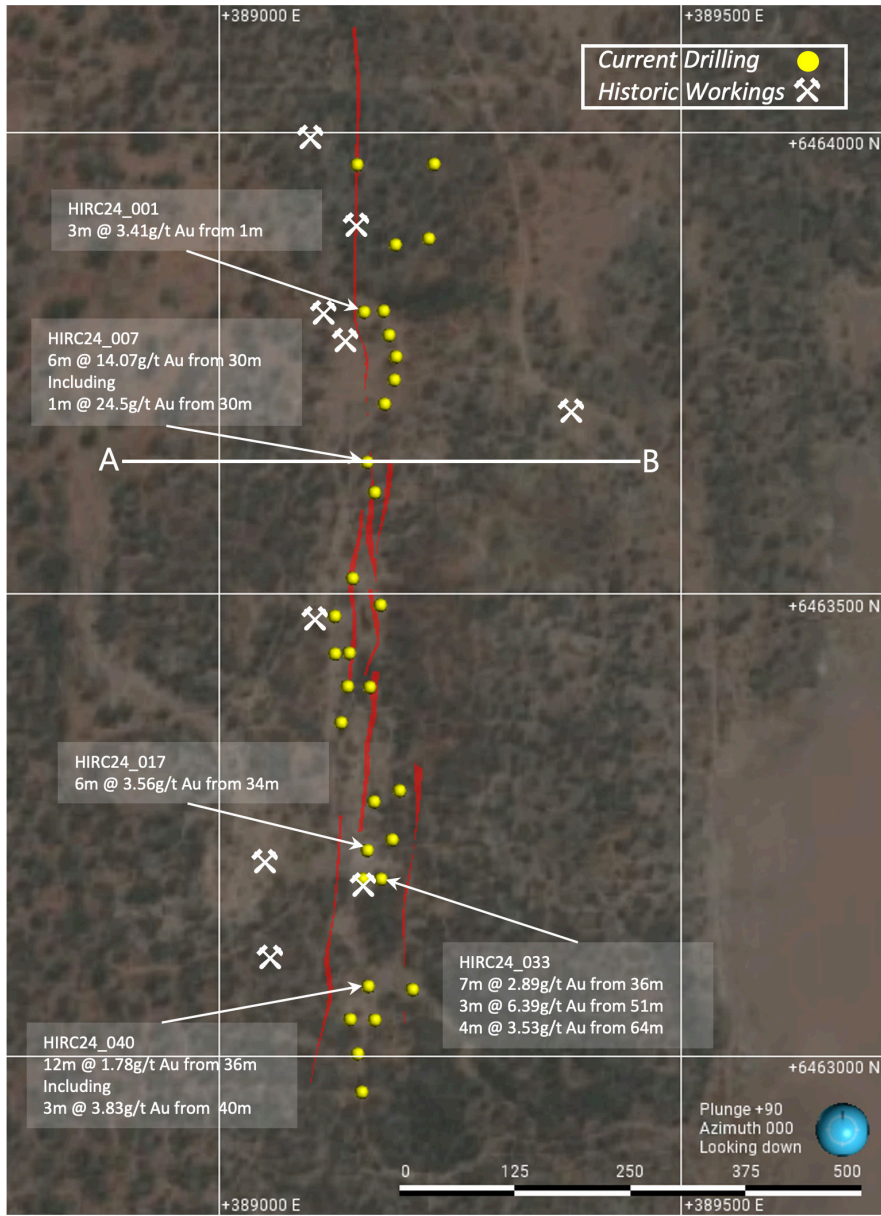 +389000 E
+389500 E
Current Drilling
Historic Workings
+6464000 N
HIRC24_001
3m @ 3.41g/t Au from 1m
HIRC24_007
6m @ 14.07g/t Au from 30m
Including
1m @ 24.5g/t Au from 30m
A
B
+6463500 N
HIRC24_017
6m @ 3.56g/t Au from 34m
HIRC24_033
7m @ 2.89g/t Au from 36m
3m @ 6.39g/t Au from 51m
4m @ 3.53g/t Au from 64m
HIRC24_040
12m @ 1.78g/t Au from 36m
Including
3m @ 3.83g/t Au from  40m
+6463000 N
Plunge +90
Azimuth 000
Looking down
0 125 250 375 500
+389000 E
+389500 E